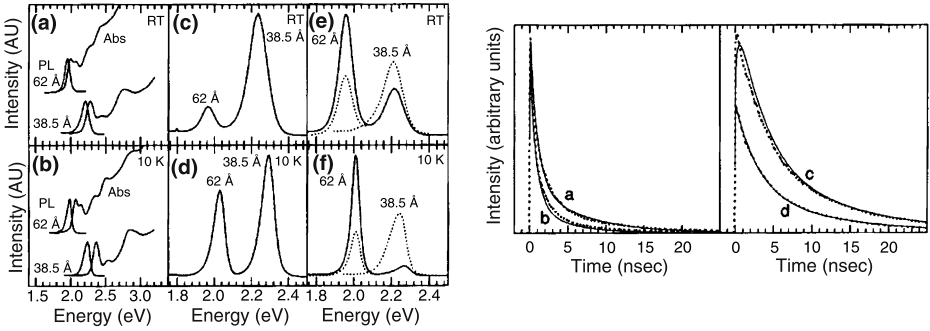 (a) RT
Abs
PL
62 Å
38.5 Å
(b) 10 K
Abs
PL
62 Å
38.5 Å
(c)
38.5 Å
62 Å
(d) 38.5 Å 10 K
62 Å
(e) RT
62 Å
38.5 Å
(f) 10 K
62 Å
38.5 Å
Intensity (AU)
Intensity (AU)
1.5 2.0 2.5 3.0
1.8 2.0 2.2 2.4
1.8 2.0 2.2 2.4
Energy (eV)
Energy (eV)
Energy (eV)
Intensity (arbitrary units)
a
b
c
d
0 5 10 15 20
0 5 10 15 20
Time (nsec)
Time (nsec)